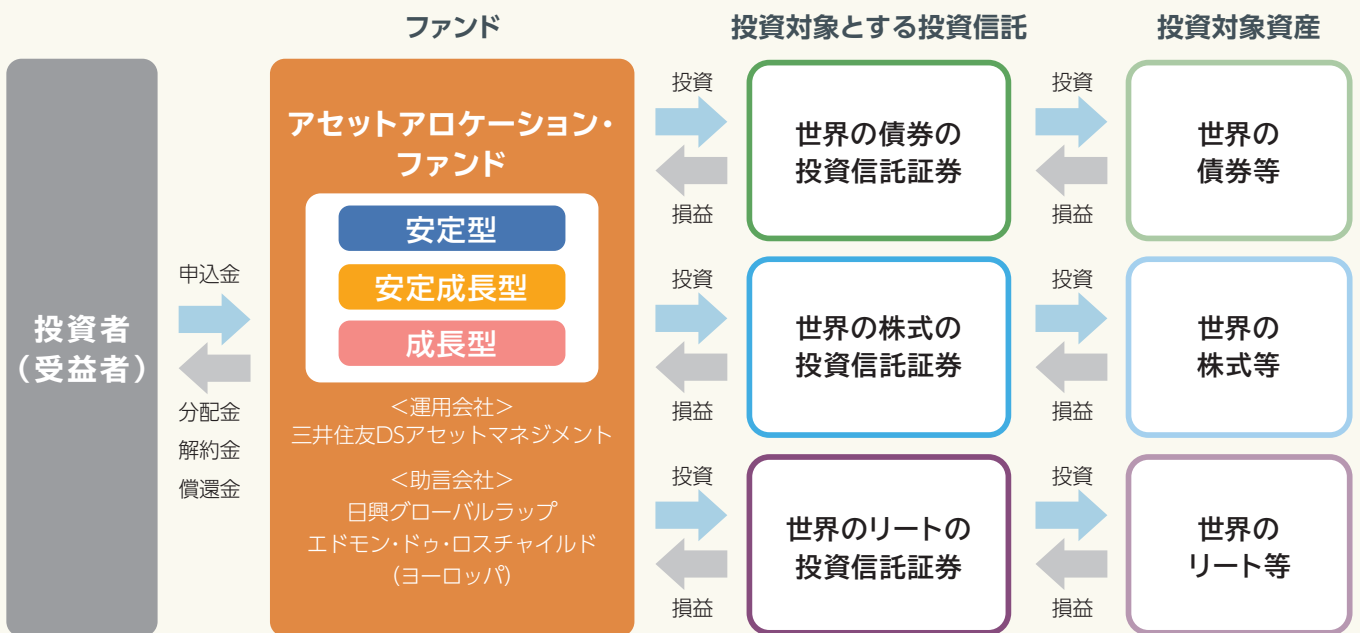 ファンド
投資対象とする投資信託
投資対象資産
投資者
（受益者）
申込金
分配金
解約金
償還金
アセットアロケーション・
ファンド
安定型
安定成長型
成長型
＜運用会社＞
三井住友DSアセットマネジメント
＜助言会社＞
日興グローバルラップ
エドモン・ドゥ・ロスチャイルド
(ヨーロッパ)
投資
損益
世界の債券の
投資信託証券
投資
損益
世界の
債券等
投資
損益
世界の株式の
投資信託証券
投資
損益
世界の
株式等
投資
損益
世界のリートの
投資信託証券
投資
損益
世界の
リート等